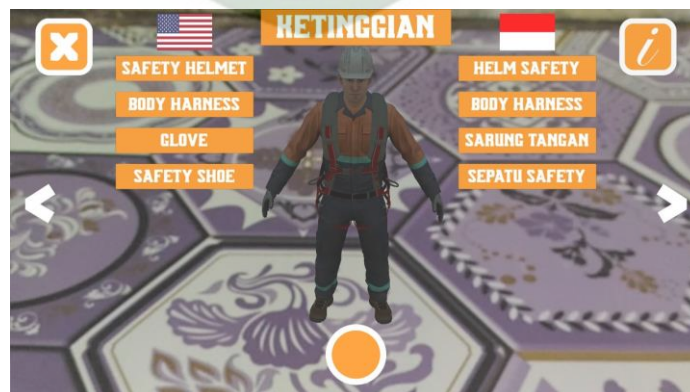 KETINGGIAN
SAFETY HELMET
BODY HARNESS
GLOVE
SAFETY SHOE
HELM SAFETY
BODY HARNESS
SARUNG TANGAN
SEPATU SAFETY